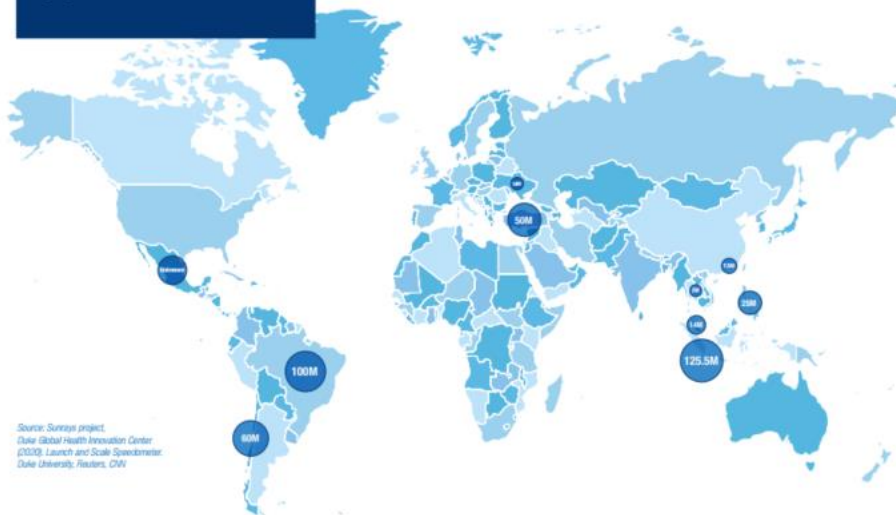 50M
25M
14M
125.5M
100M
60M
Source: Sunrays project,
Duke Global Health Innovation Center.
(2020). Launch and Scale Speedometer.
Duke University, Reuters, CNN